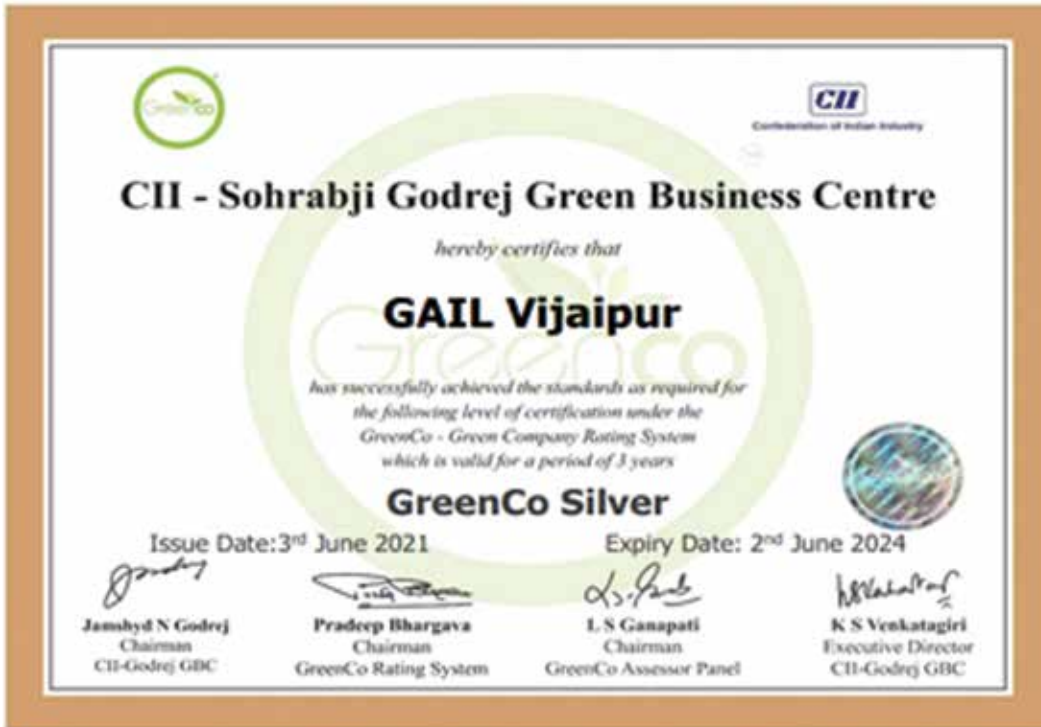 Greenco
CII
Confederation of Indian Industry
CII - Sohrabji Godrej Green Business Centre
hereby certifies that
GAIL Vijaipur
Greenco
has successfully achieved the standards as required for
the following level of certification under the
GreenCo - Green Company Rating System
which is valid for a period of 3 years
GreenCo Silver
Issue Date:3rd June 2021 Expiry Date: 2nd June 2024
Jamshyd N Godrej Pradeep Bhargava L S Ganapati K S Venkatagiri
Chairman Chairman Chairman Executive Director
CII-Godrej GBC GreenCo Rating System GreenCo Assessor Panel CII-Godrej GBC